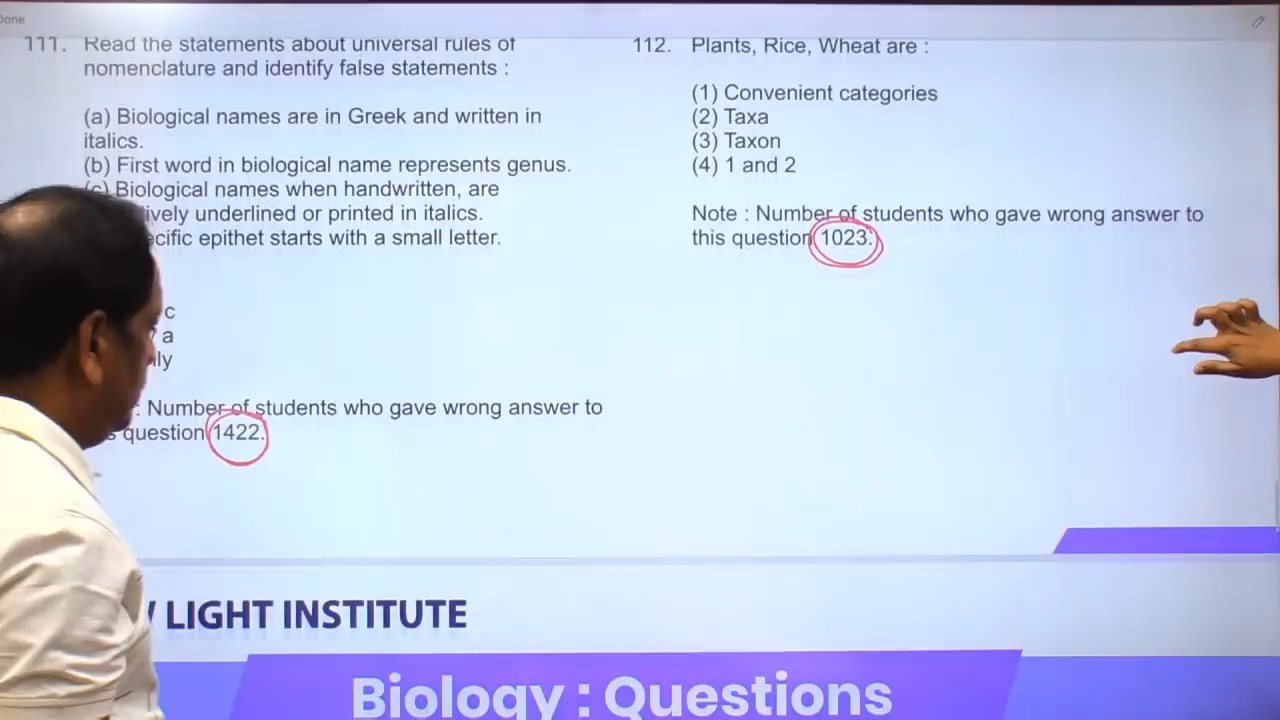 Done
111. Read the statements about universal rules of
nomenclature and identify false statements :
(a) Biological names are in Greek and written in
italics.
(b) First word in biological name represents genus.
(c) Biological names when handwritten, are
underlined or printed in italics.
epithet starts with a small letter.
c
a
: Number of students who gave wrong answer to
question 1422.
112. Plants, Rice, Wheat are :
(1) Convenient categories
(2) Taxa
(3) Taxon
(4) 1 and 2
Note : Number of students who gave wrong answer to
this question 1023.
LIGHT INSTITUTE
Biology : Questions